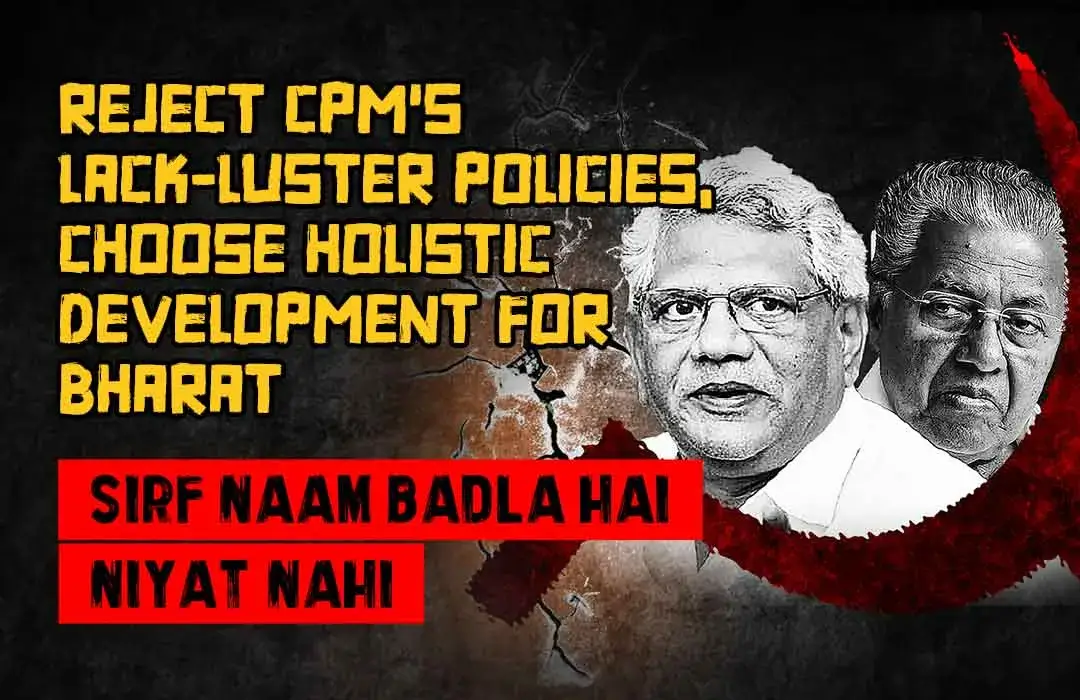 REJECT CPM'S
LACK-LUSTER POLICIES,
CHOOSE HOLISTIC
DEVELOPMENT FOR
BHARAT
SIRF NAAM BADLA HAI
NIYAT NAHI